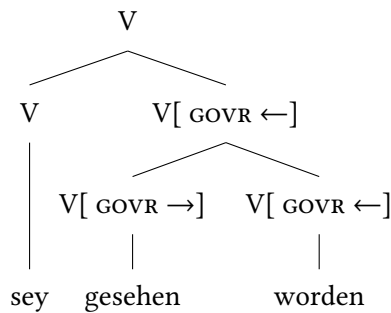 V
V V[ GOVR ←]
V[ GOVR →] V[ GOVR ←]
sey gesehen worden